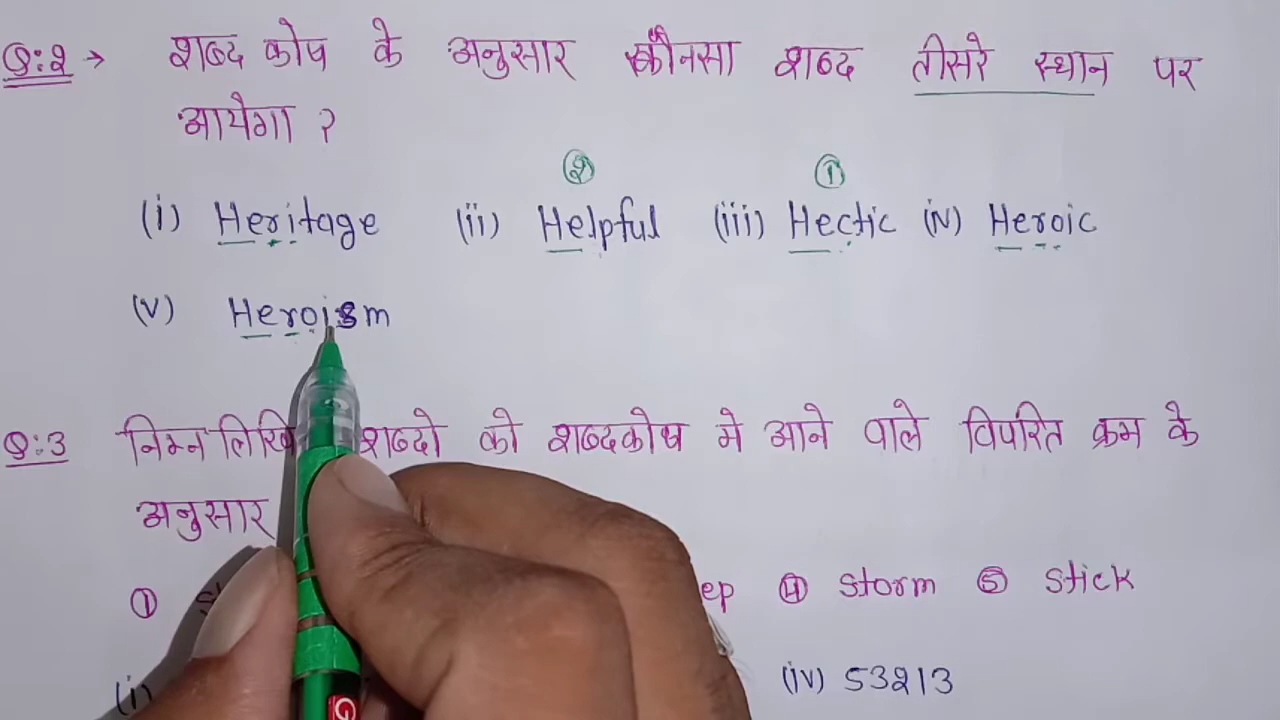 Q:2 → शब्द कोष के अनुसार कौनसा शब्द तीसरे स्थान पर
आयेगा ?
② ①
(i) Heritage (ii) Helpful (iii) Hectic (iv) Heroic
(v) Heroism
Q:3 शब्दो को शब्दकोष मे आने वाले विपरित क्रम के
अनुसार
① ep ④ storm ⑤ stick
(i) (iv) 53213